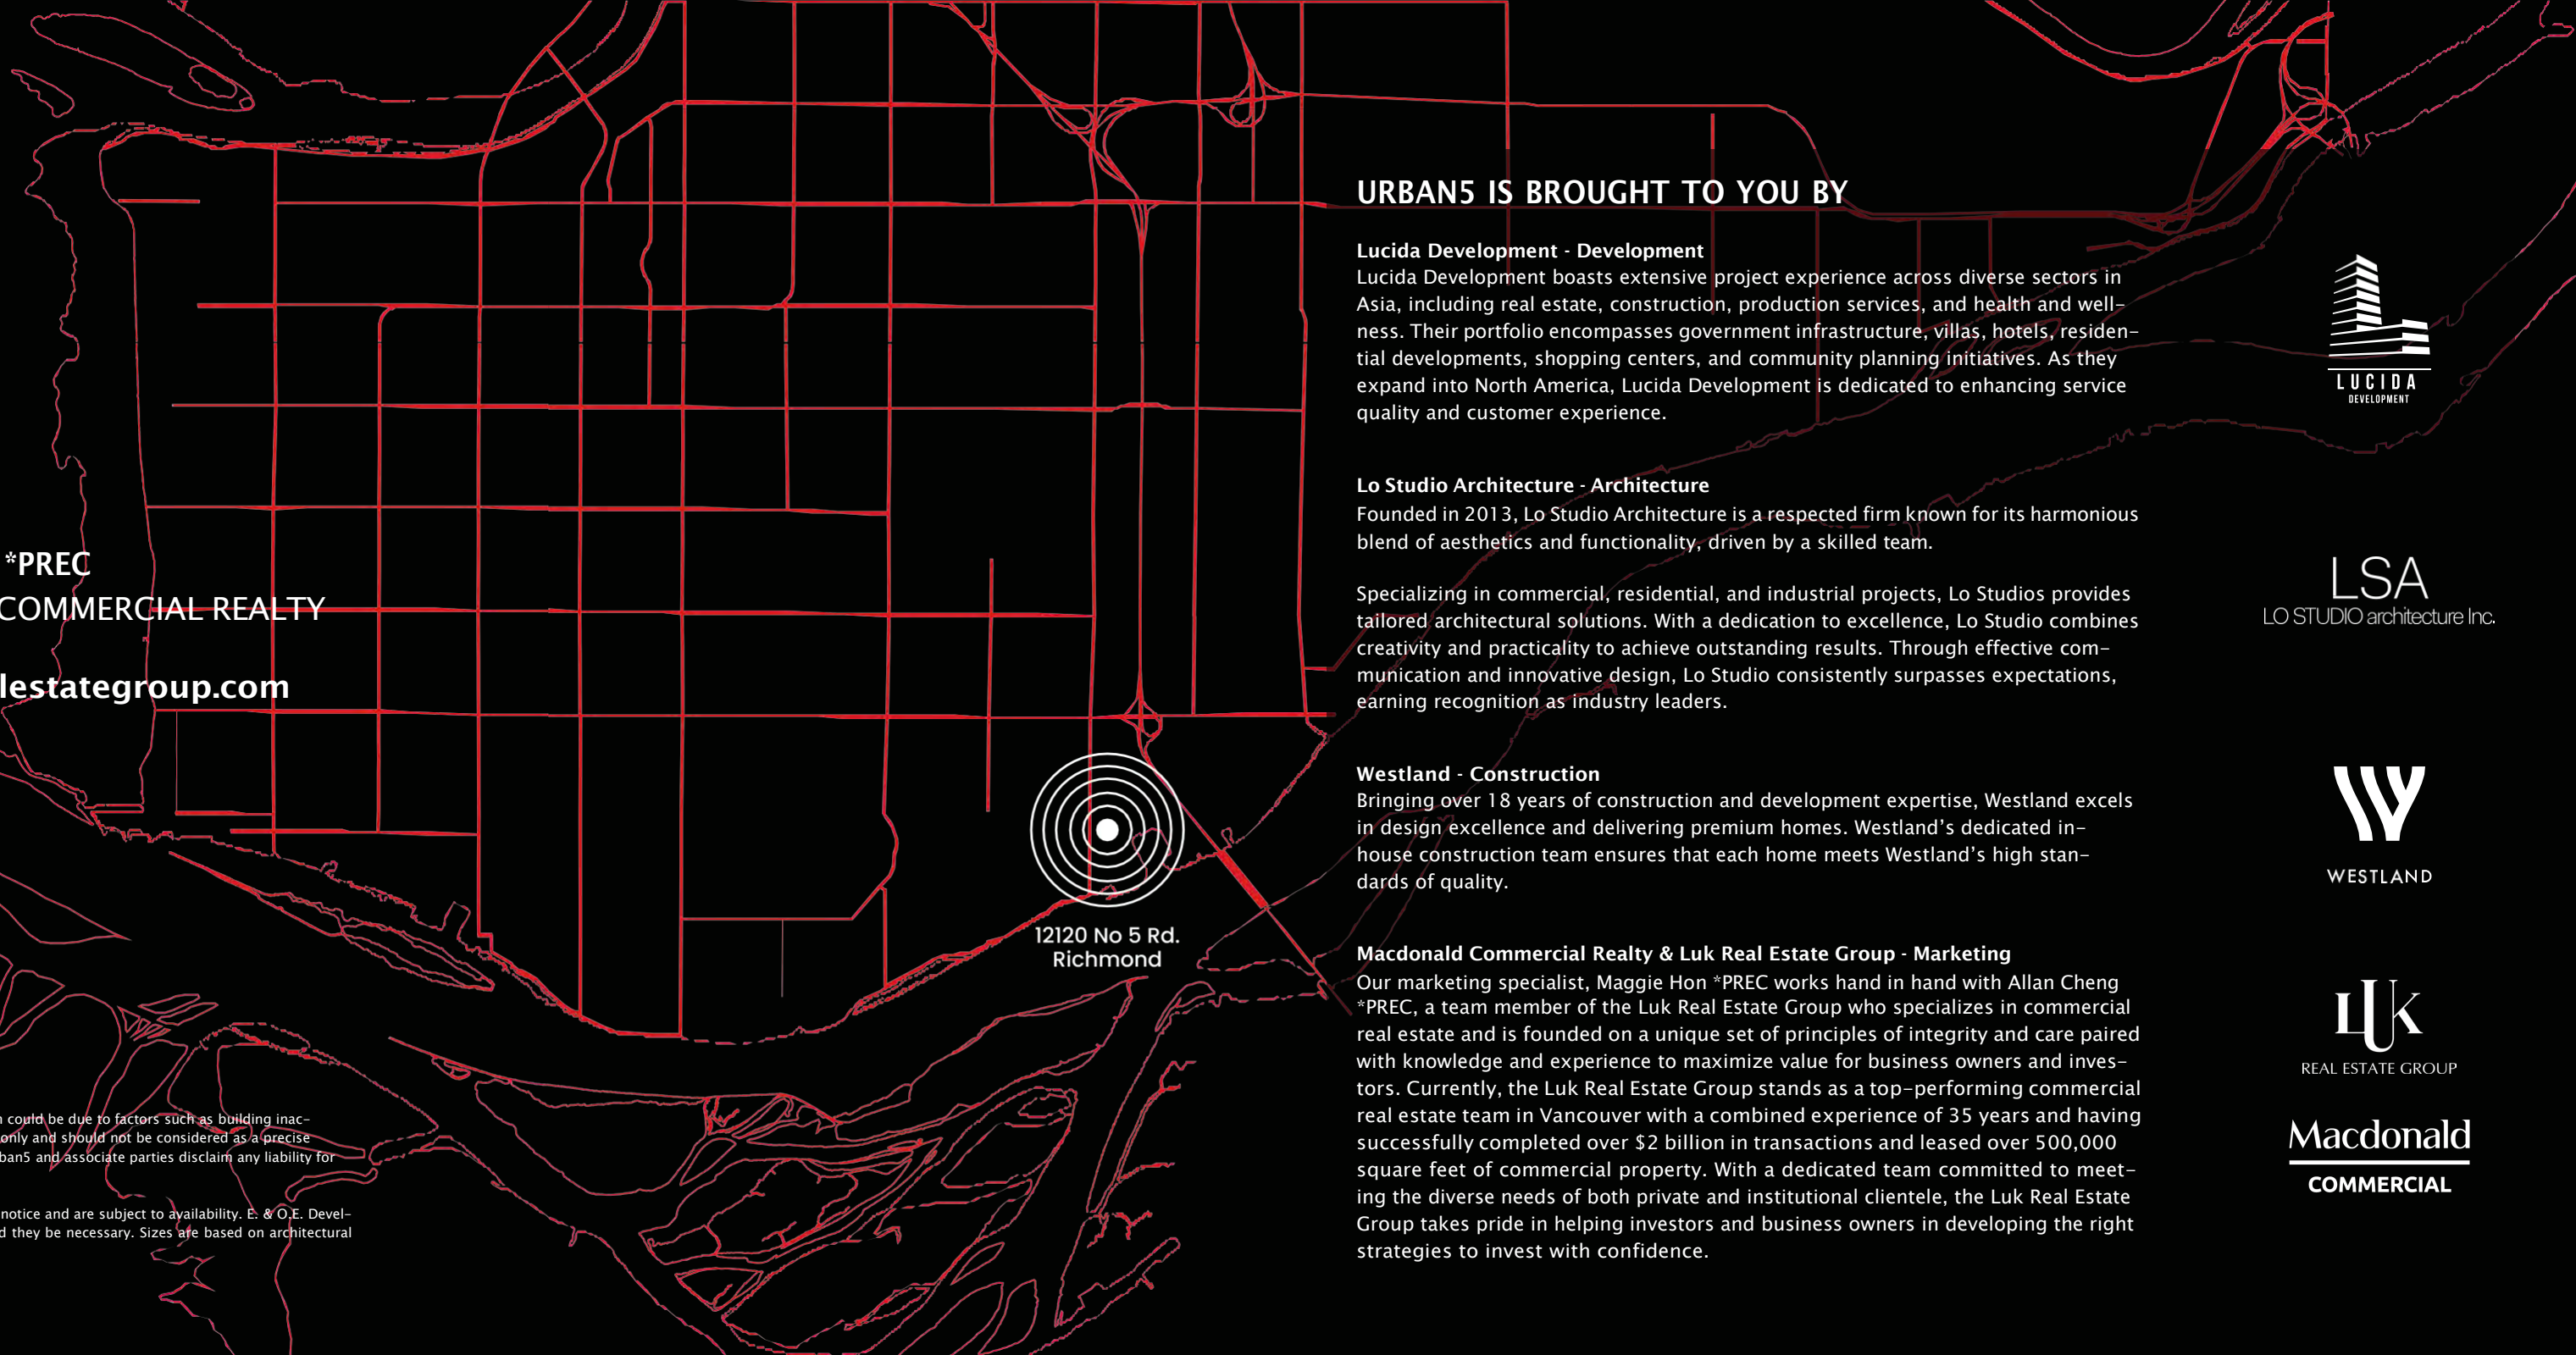 *PREC
COMMERCIAL REALTY
lestategroup.com
could be due to factors such as building inac-
only and should not be considered as a precise
ban5 and associate parties disclaim any liability for
notice and are subject to availability. E. & O.E. Devel-
they be necessary. Sizes are based on architectural
12120 No 5 Rd.
Richmond
URBAN5 IS BROUGHT TO YOU BY
Lucida Development - Development
Lucida Development boasts extensive project experience across diverse sectors in
Asia, including real estate, construction, production services, and health and well-
ness. Their portfolio encompasses government infrastructure, villas, hotels, residen-
tial developments, shopping centers, and community planning initiatives. As they
expand into North America, Lucida Development is dedicated to enhancing service
quality and customer experience.
LUCIDA
DEVELOPMENT
Lo Studio Architecture - Architecture
Founded in 2013, Lo Studio Architecture is a respected firm known for its harmonious
blend of aesthetics and functionality, driven by a skilled team.
Specializing in commercial, residential, and industrial projects, Lo Studios provides
tailored architectural solutions. With a dedication to excellence, Lo Studio combines
creativity and practicality to achieve outstanding results. Through effective com-
munication and innovative design, Lo Studio consistently surpasses expectations,
earning recognition as industry leaders.
LSA
LO STUDIO architecture Inc.
Westland - Construction
Bringing over 18 years of construction and development expertise, Westland excels
in design excellence and delivering premium homes. Westland’s dedicated in-
house construction team ensures that each home meets Westland’s high stan-
dards of quality.
WESTLAND
Macdonald Commercial Realty & Luk Real Estate Group - Marketing
Our marketing specialist, Maggie Hon *PREC works hand in hand with Allan Cheng
*PREC, a team member of the Luk Real Estate Group who specializes in commercial
real estate and is founded on a unique set of principles of integrity and care paired
with knowledge and experience to maximize value for business owners and inves-
tors. Currently, the Luk Real Estate Group stands as a top-performing commercial
real estate team in Vancouver with a combined experience of 35 years and having
successfully completed over $2 billion in transactions and leased over 500,000
square feet of commercial property. With a dedicated team committed to meet-
ing the diverse needs of both private and institutional clientele, the Luk Real Estate
Group takes pride in helping investors and business owners in developing the right
strategies to invest with confidence.
LUK
REAL ESTATE GROUP
Macdonald
COMMERCIAL